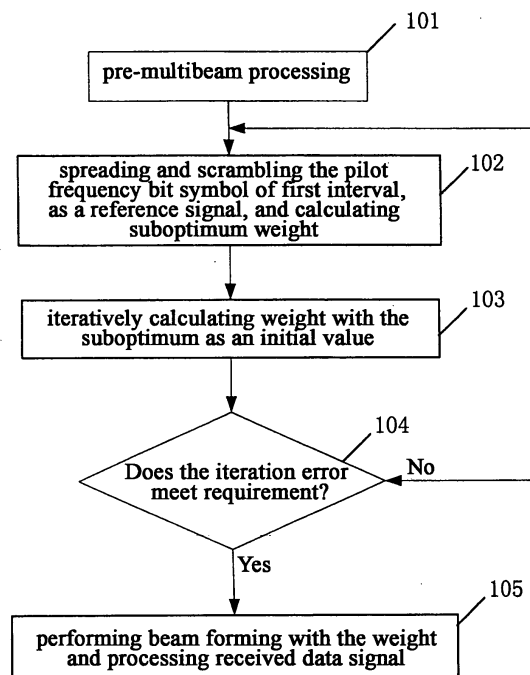 101
pre-multibeam processing
102
spreading and scrambling the pilot
frequency bit symbol of first interval,
as a reference signal, and calculating
suboptimum weight
103
iteratively calculating weight with the
suboptimum as an initial value
104
Does the iteration error
meet requirement?
No
Yes
105
performing beam forming with the weight
and processing received data signal